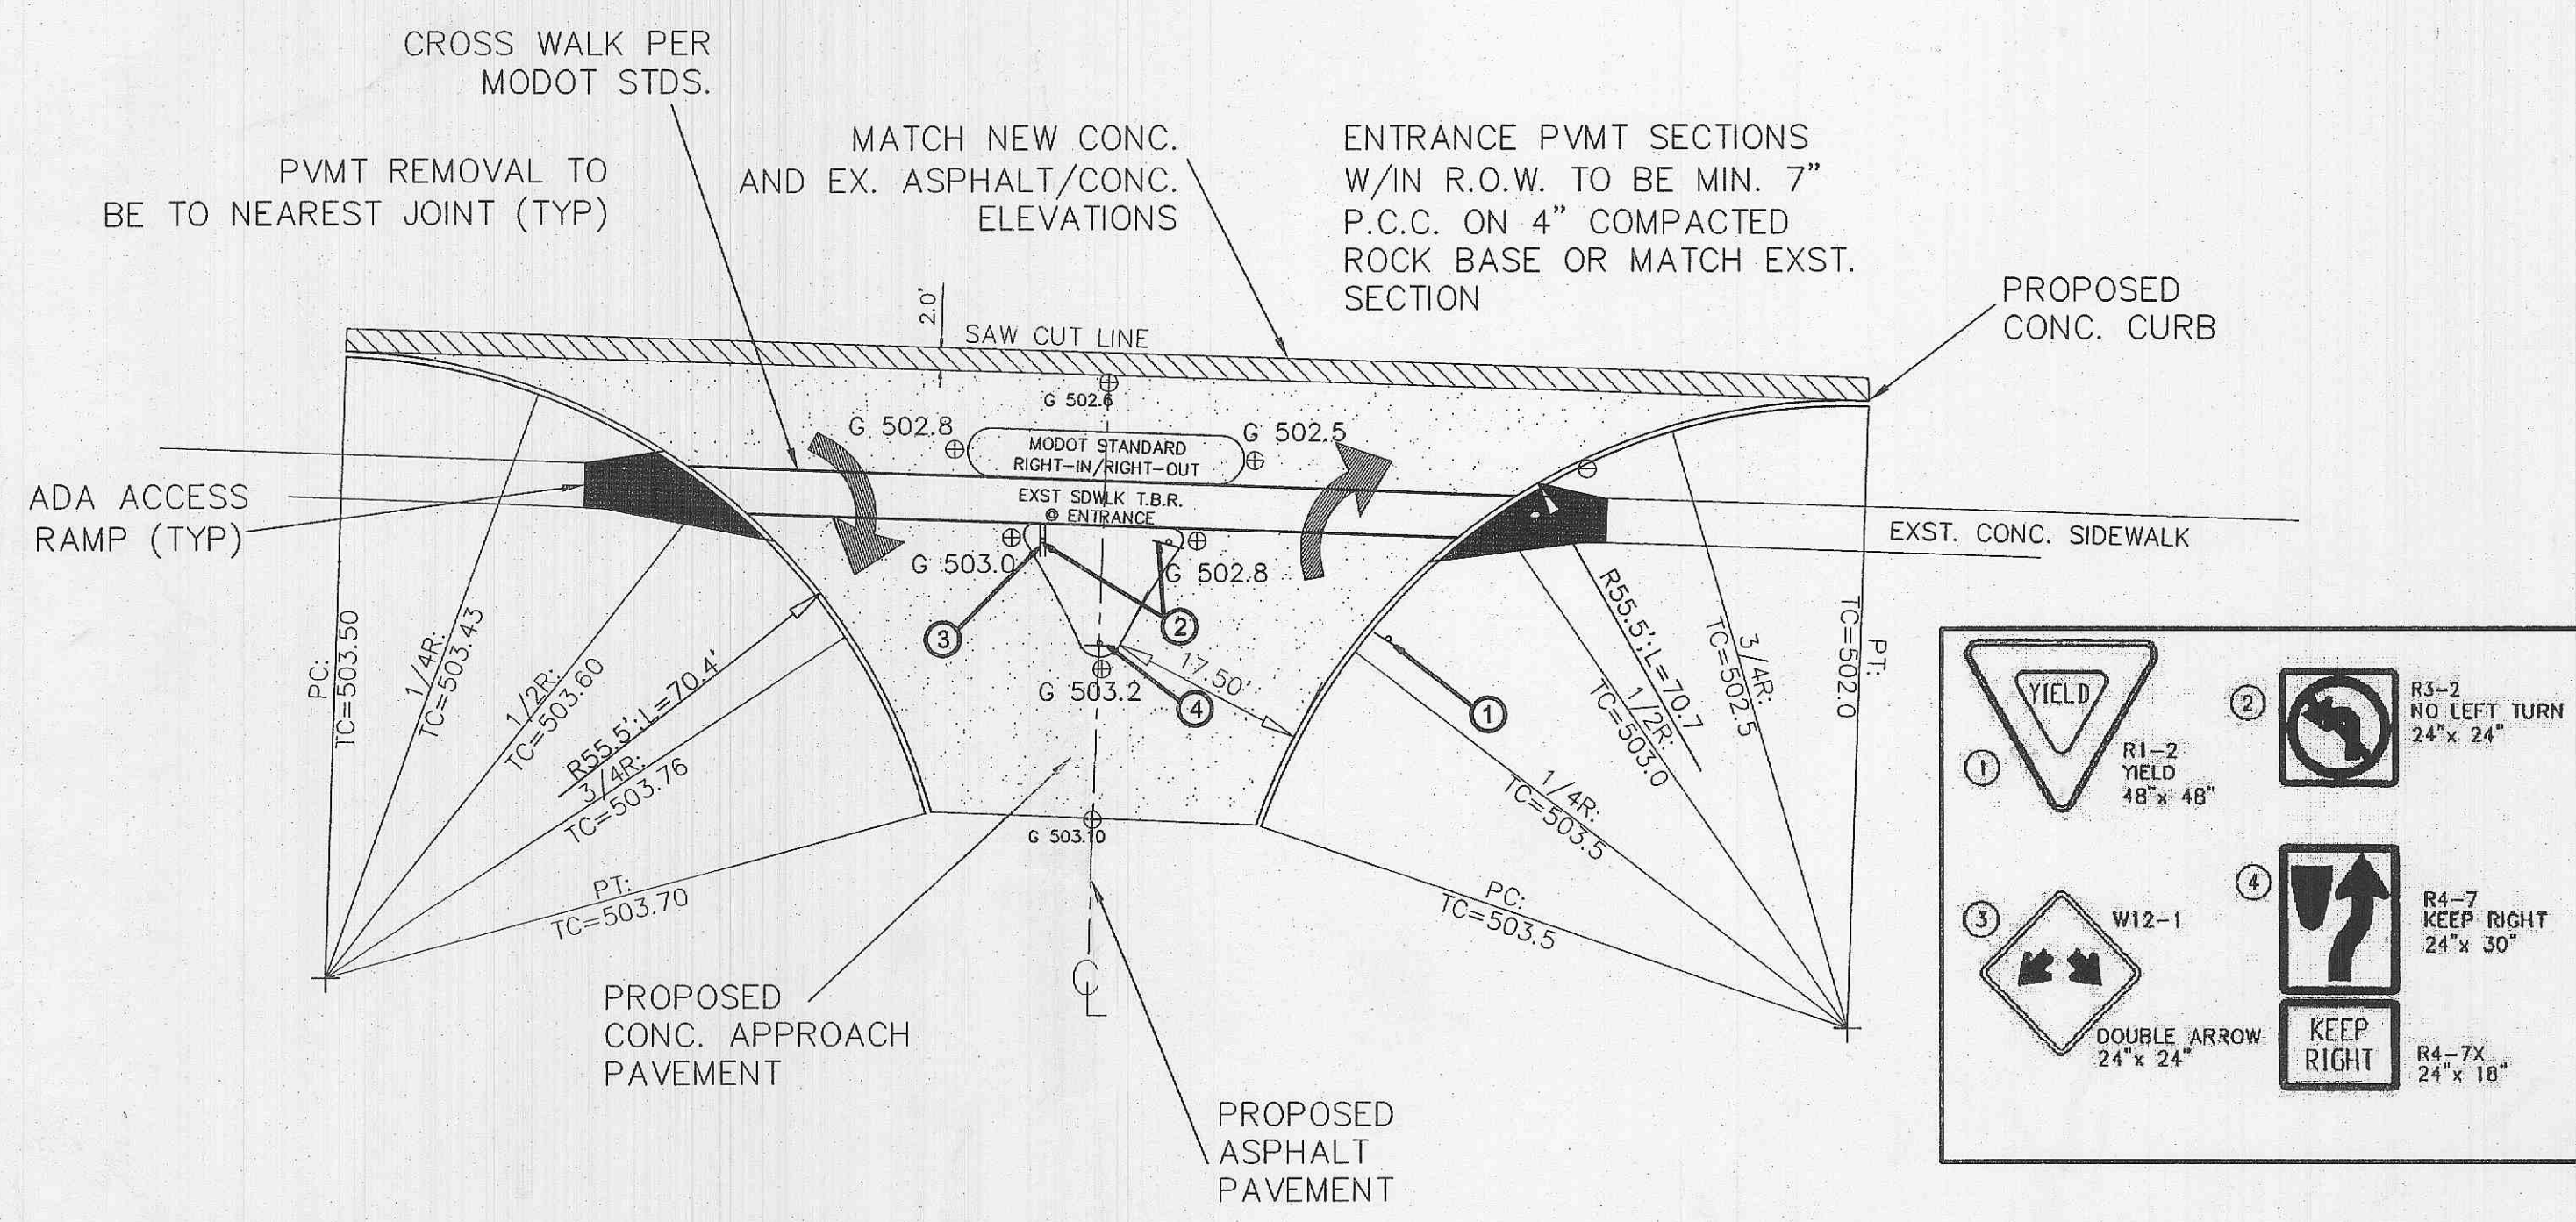 CROSS WALK PER
MODOT STDS.
PVMT REMOVAL TO
BE TO NEAREST JOINT (TYP)
MATCH NEW CONC.
AND EX. ASPHALT/CONC.
ELEVATIONS
ENTRANCE PVMT SECTIONS
W/IN R.O.W. TO BE MIN. 7"
P.C.C. ON 4" COMPACTED
ROCK BASE OR MATCH EXST.
SECTION
PROPOSED
CONC. CURB
2.0'
SAW CUT LINE
G 502.6
G 502.8
MODOT STANDARD
RIGHT-IN/RIGHT-OUT
G 502.5
EXST SDWLK T.B.R.
@ ENTRANCE
ADA ACCESS
RAMP (TYP)
EXST. CONC. SIDEWALK
G 503.0
G 502.8
3
2
17.50'
G 503.2
4
1
G 503.10
PC:
TC=503.50
1/4R:
TC=503.43
1/2R:
TC=503.60
R55.5';L=70.4'
3/4R:
TC=503.76
PT:
TC=503.70
R55.5';L=70.7
1/2R:
TC=503.0
3/4R:
TC=502.5
PT:
TC=502.0
1/4R:
TC=503.5
PC:
TC=503.5
PROPOSED
CONC. APPROACH
PAVEMENT
CL
PROPOSED
ASPHALT
PAVEMENT
YIELD
1
R1-2
YIELD
48"x 48"
2
R3-2
NO LEFT TURN
24"x 24"
3
W12-1
DOUBLE ARROW
24"x 24"
4
R4-7
KEEP RIGHT
24"x 30"
KEEP
RIGHT
R4-7X
24"x 18"